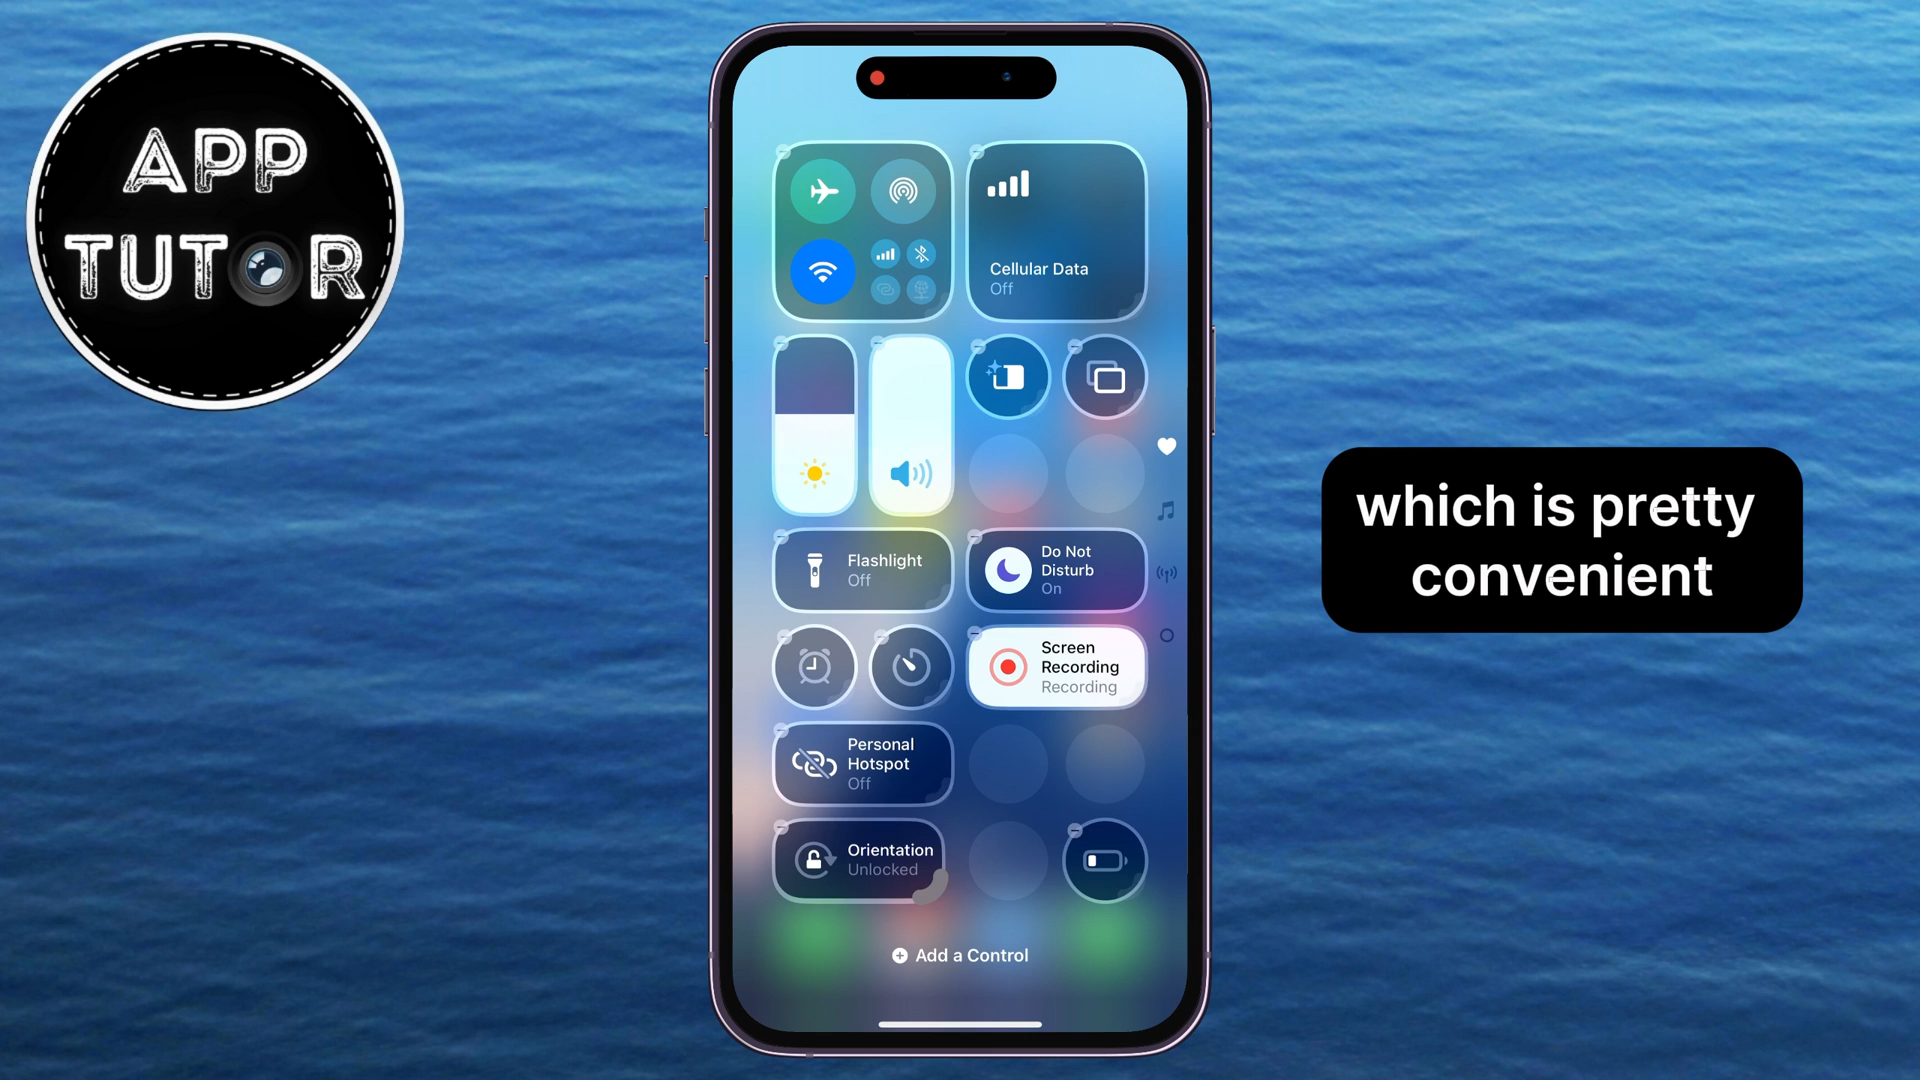 APP
TUTOR
Cellular Data
Off
Flashlight
Off
Do Not
Disturb
On
Screen
Recording
Recording
Personal
Hotspot
Off
Orientation
Unlocked
Add a Control
which is pretty
convenient